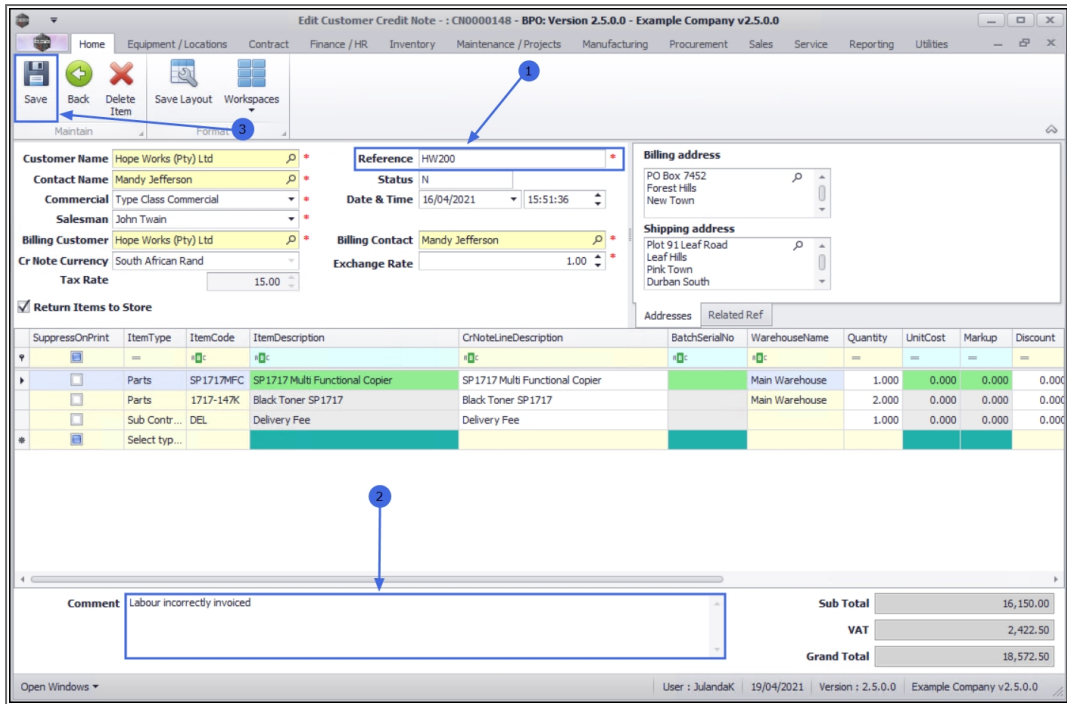 Edit Customer Credit Note - : CN0000148 - BPO: Version 2.5.0.0 - Example Company v2.5.0.0
Home Equipment / Locations Contract Finance / HR Inventory Maintenance / Projects Manufacturing Procurement Sales Service Reporting Utilities
Save Back Delete Item Save Layout Workspaces
Maintain Format
1
3
Customer Name Hope Works (Pty) Ltd * Reference HW200 *
Contact Name Mandy Jefferson * Status N
Commercial Type Class Commercial * Date & Time 16/04/2021 15:51:36
Salesman John Twain *
Billing Customer Hope Works (Pty) Ltd * Billing Contact Mandy Jefferson *
Cr Note Currency South African Rand Exchange Rate 1.00 *
Tax Rate 15.00
Return Items to Store
Billing address
PO Box 7452
Forest Hills
New Town
Shipping address
Plot 91 Leaf Road
Leaf Hills
Pink Town
Durban South
Addresses Related Ref
SuppressOnPrint ItemType ItemCode ItemDescription CrNoteLineDescription BatchSerialNo WarehouseName Quantity UnitCost Markup Discount
= ABC ABC ABC ABC ABC = = = =
Parts SP1717MFC SP1717 Multi Functional Copier SP1717 Multi Functional Copier Main Warehouse 1.000 0.000 0.000 0.000
Parts 1717-147K Black Toner SP1717 Black Toner SP1717 Main Warehouse 2.000 0.000 0.000 0.000
Sub Contr... DEL Delivery Fee Delivery Fee 1.000 0.000 0.000 0.000
Select typ...
2
Comment Labour incorrectly invoiced
Sub Total 16,150.00
VAT 2,422.50
Grand Total 18,572.50
Open Windows User : JulandaK 19/04/2021 Version : 2.5.0.0 Example Company v2.5.0.0